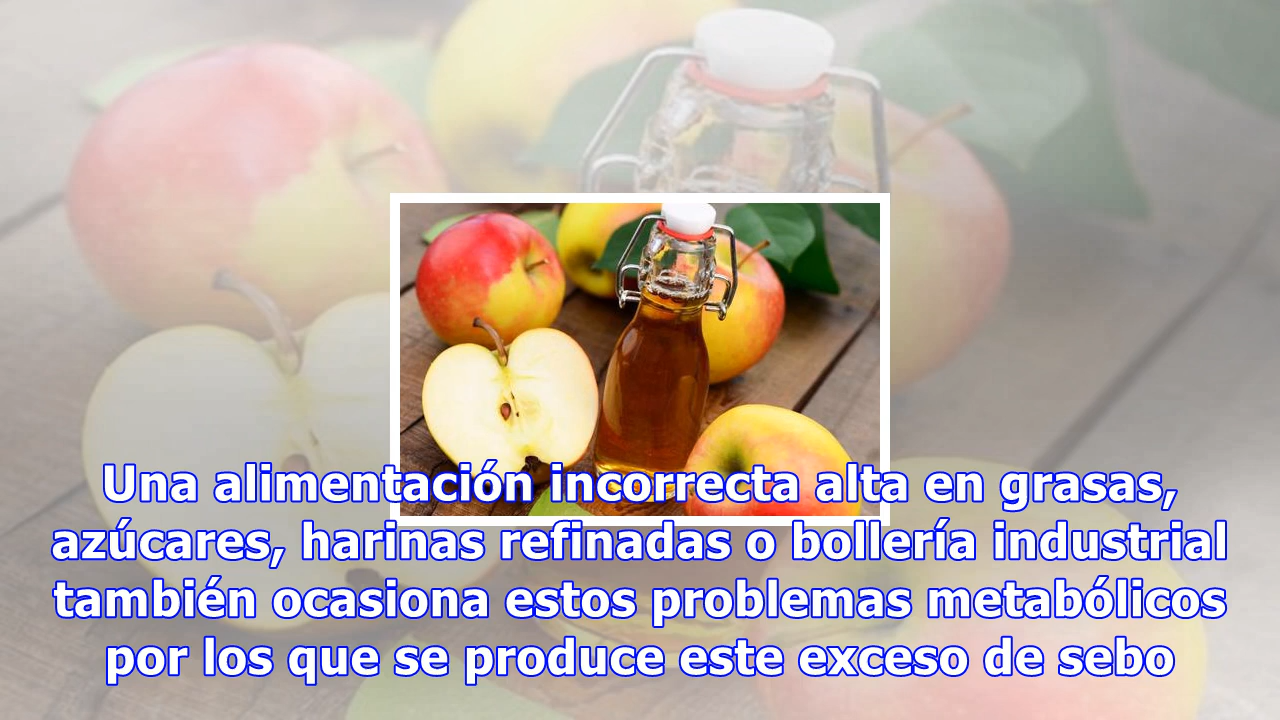 Una alimentación incorrecta alta en grasas,
azúcares, harinas refinadas o bollería industrial
también ocasiona estos problemas metabólicos
por los que se produce este exceso de sebo